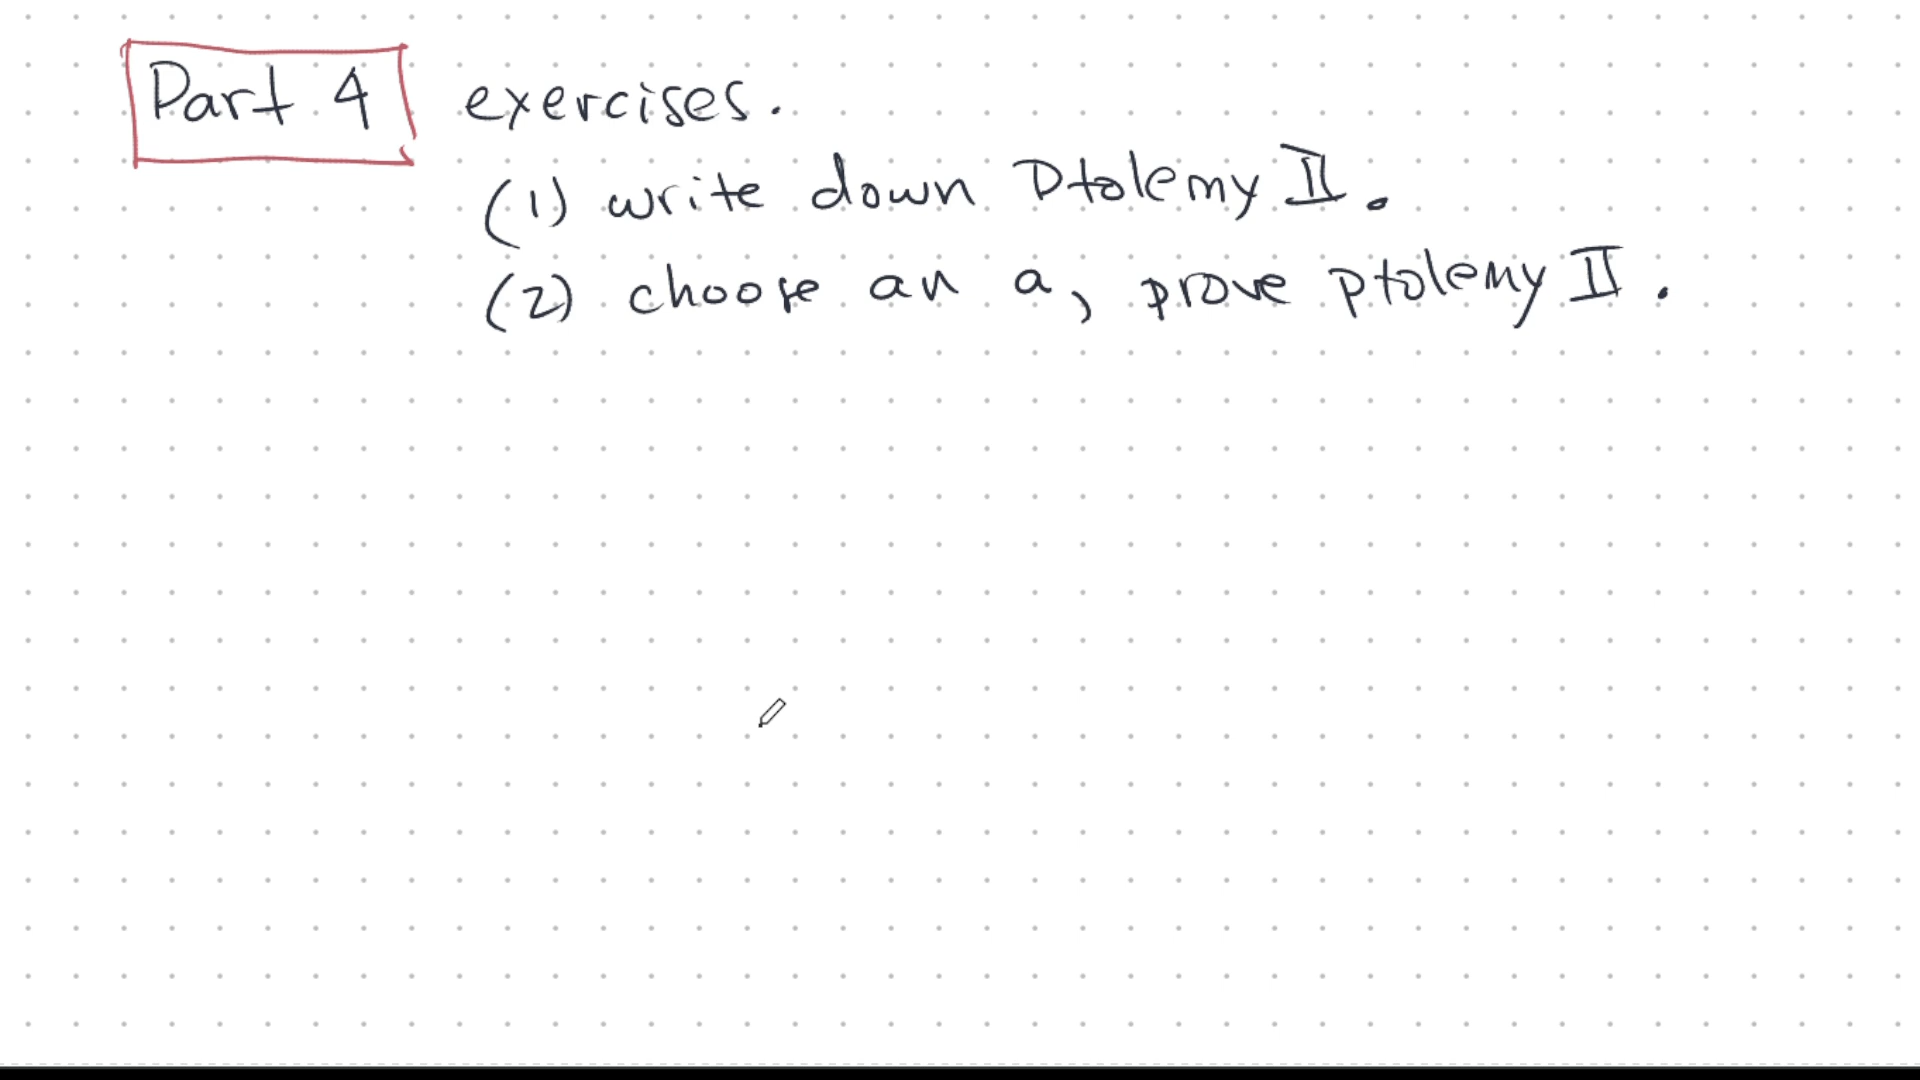 Part 4 exercises.
(1) write down Ptolemy II.
(2) choose an a, prove ptolemy II.